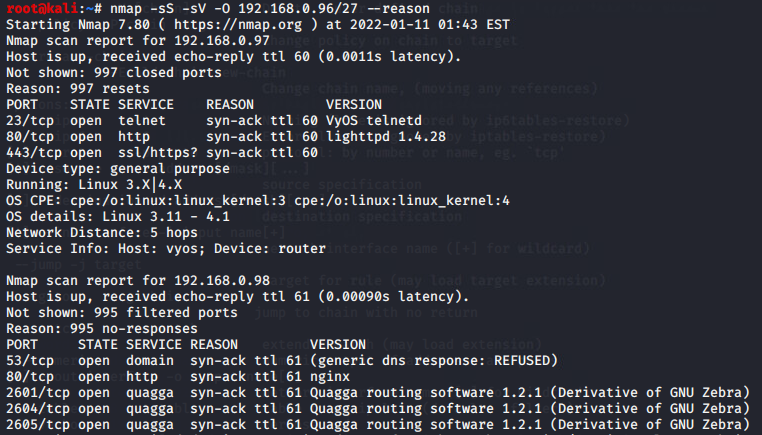 root@kali:~# nmap -sS -sV -O 192.168.0.96/27 --reason
Starting Nmap 7.80 ( https://nmap.org ) at 2022-01-11 01:43 EST
Nmap scan report for 192.168.0.97
Host is up, received echo-reply ttl 60 (0.0011s latency).
Not shown: 997 closed ports
Reason: 997 resets
PORT STATE SERVICE REASON VERSION
23/tcp open telnet syn-ack ttl 60 VyOS telnetd
80/tcp open http syn-ack ttl 60 lighttpd 1.4.28
443/tcp open ssl/https? syn-ack ttl 60
Device type: general purpose
Running: Linux 3.X|4.X
OS CPE: cpe:/o:linux:linux_kernel:3 cpe:/o:linux:linux_kernel:4
OS details: Linux 3.11 - 4.1
Network Distance: 5 hops
Service Info: Host: vyos; Device: router
Nmap scan report for 192.168.0.98
Host is up, received echo-reply ttl 61 (0.00090s latency).
Not shown: 995 filtered ports
Reason: 995 no-responses
PORT STATE SERVICE REASON VERSION
53/tcp open domain syn-ack ttl 61 (generic dns response: REFUSED)
80/tcp open http syn-ack ttl 61 nginx
2601/tcp open quagga syn-ack ttl 61 Quagga routing software 1.2.1 (Derivative of GNU Zebra)
2604/tcp open quagga syn-ack ttl 61 Quagga routing software 1.2.1 (Derivative of GNU Zebra)
2605/tcp open quagga syn-ack ttl 61 Quagga routing software 1.2.1 (Derivative of GNU Zebra)